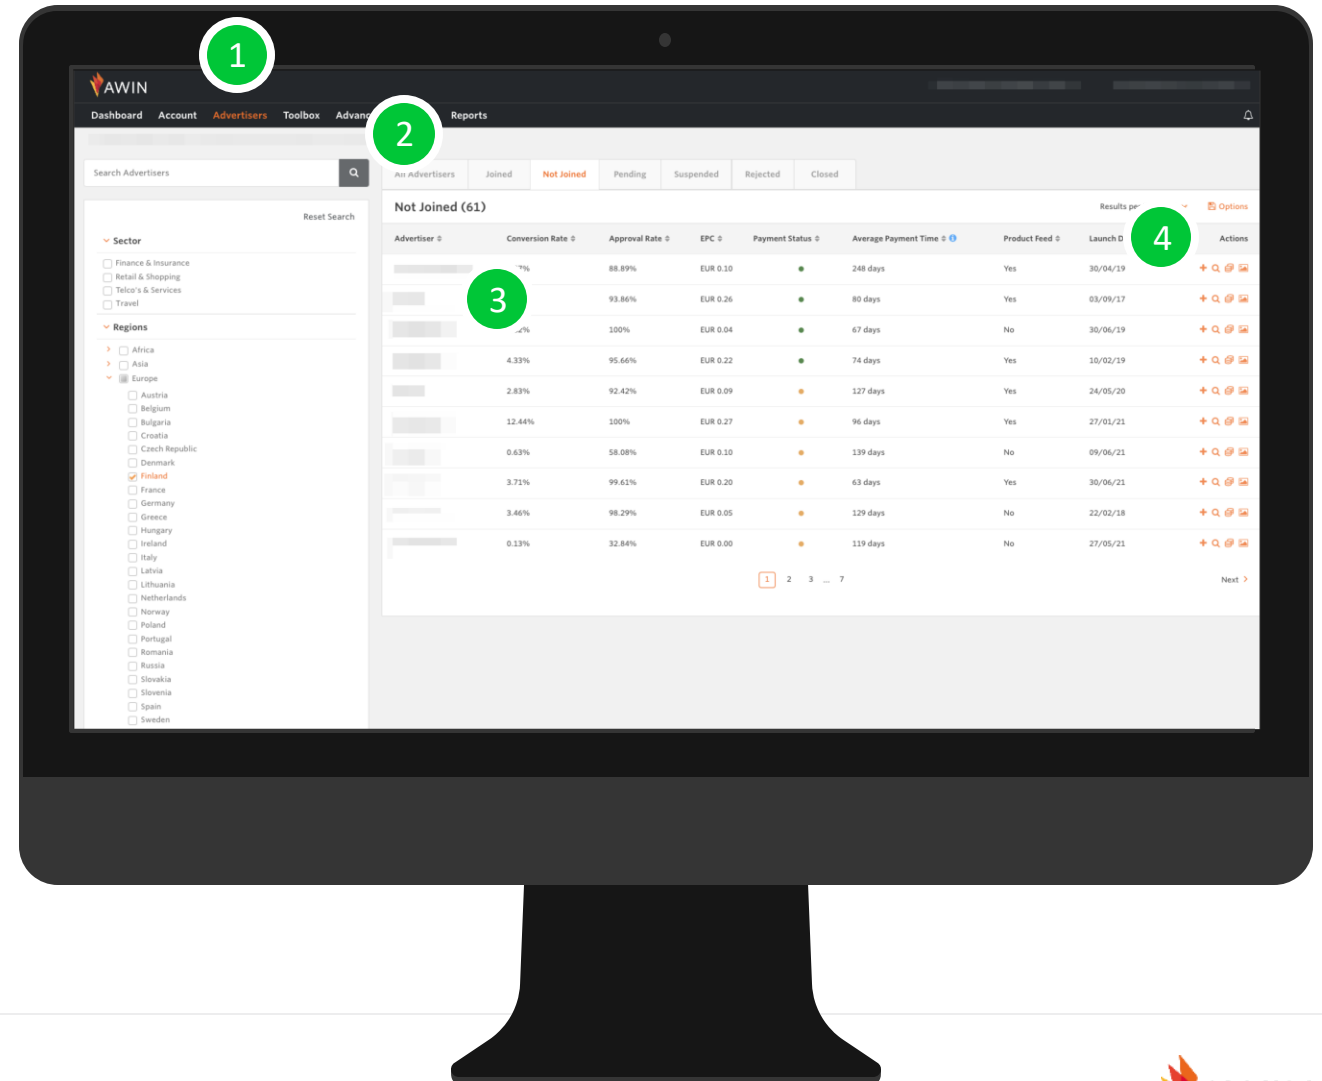 1
AWIN
Dashboard Account Advertisers Toolbox Reports
2
Search Advertisers
All Advertisers Joined Not Joined Pending Suspended Rejected Closed
Reset Search
Not Joined (61)
Results Options
4
Advertiser Conversion Rate Approval Rate EPC Payment Status Average Payment Time Product Feed Launch Actions
Sector
Finance & Insurance
Retail & Shopping
Telco's & Services
Travel
Regions
Africa
Asia
Europe
Austria
Belgium
Bulgaria
Croatia
Czech Republic
Denmark
Finland
France
Germany
Greece
Hungary
Ireland
Italy
Latvia
Lithuania
Netherlands
Norway
Poland
Portugal
Romania
Russia
Slovakia
Slovenia
Spain
Sweden
88.89% EUR 0.10 248 days Yes 30/04/19
3
93.86% EUR 0.26 80 days Yes 03/09/17
100% EUR 0.04 67 days No 30/06/19
4.33% 95.66% EUR 0.22 74 days Yes 10/02/19
2.83% 92.42% EUR 0.09 127 days Yes 24/05/20
12.44% 100% EUR 0.27 96 days Yes 27/01/21
0.63% 58.08% EUR 0.10 139 days No 09/06/21
3.71% 99.61% EUR 0.20 63 days Yes 30/06/21
3.46% 98.29% EUR 0.05 129 days No 22/02/18
0.13% 32.84% EUR 0.00 119 days No 27/05/21
1 2 3 ... 7 Next